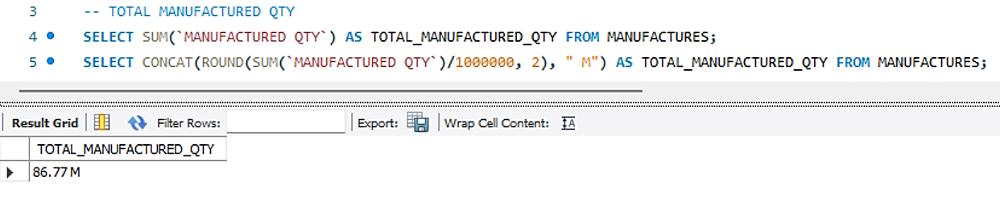 3 -- TOTAL MANUFACTURED QTY
4 SELECT SUM(`MANUFACTURED QTY`) AS TOTAL_MANUFACTURED_QTY FROM MANUFACTURES;
5 SELECT CONCAT(ROUND(SUM(`MANUFACTURED QTY`)/1000000, 2), " M") AS TOTAL_MANUFACTURED_QTY FROM MANUFACTURES;
Result Grid Filter Rows: Export: Wrap Cell Content: IA
TOTAL_MANUFACTURED_QTY
86.77 M